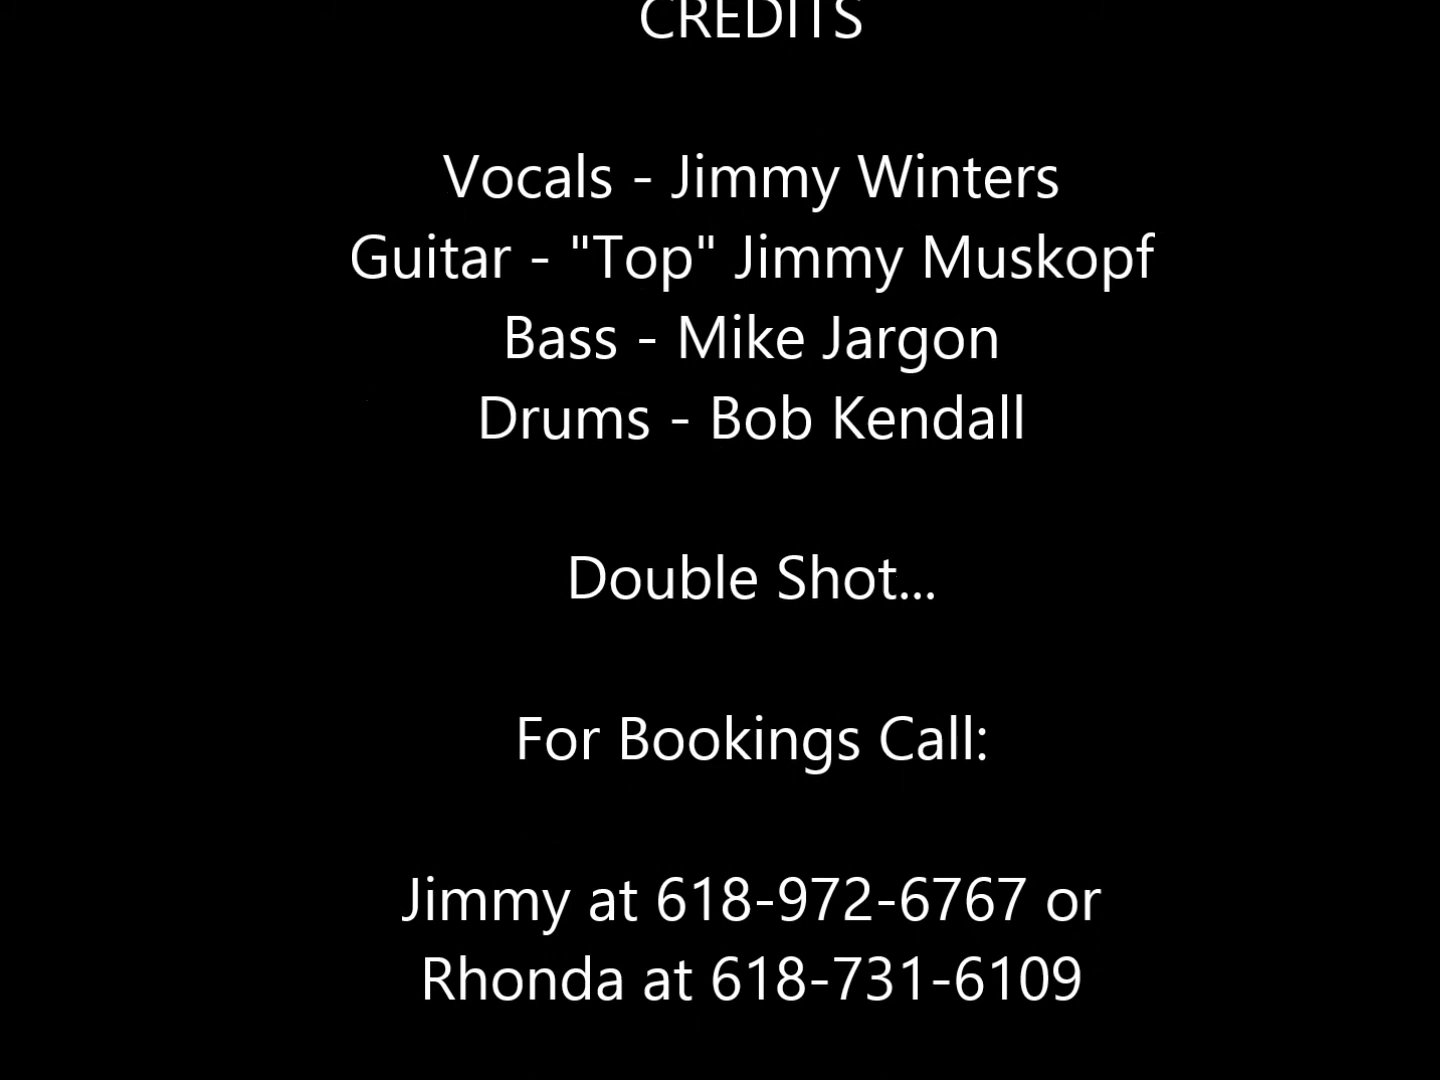 CREDITS
Vocals - Jimmy Winters
Guitar - "Top" Jimmy Muskopf
Bass - Mike Jargon
Drums - Bob Kendall
Double Shot...
For Bookings Call:
Jimmy at 618-972-6767 or
Rhonda at 618-731-6109